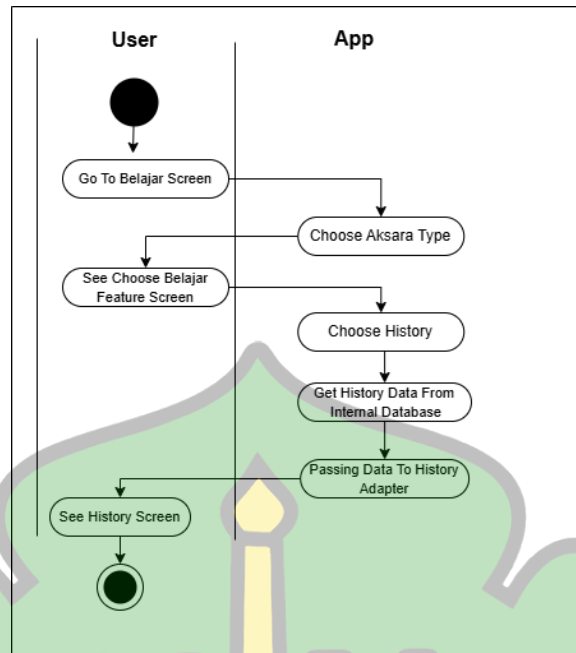 User
App
Go To Belajar Screen
Choose Aksara Type
See Choose Belajar
Feature Screen
Choose History
Get History Data From
Internal Database
Passing Data To History
Adapter
See History Screen